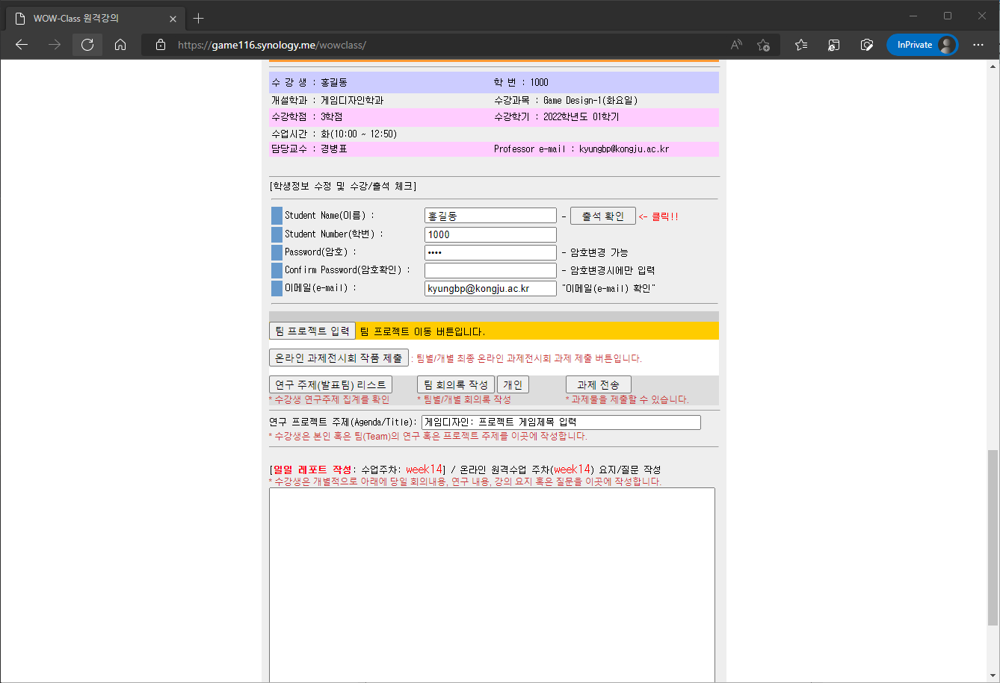 WOW-Class 원격강의
https://game116.synology.me/wowclass/
InPrivate
수 강 생 : 홍길동 학 번 : 1000
개설학과 : 게임디자인학과 수강과목 : Game Design-1(화요일)
수강학점 : 3학점 수강학기 : 2022학년도 01학기
수업시간 : 화(10:00 ~ 12:50)
담당교수 : 경병표 Professor e-mail : kyungbp@kongju.ac.kr
[학생정보 수정 및 수강/출석 체크]
Student Name(이름) : 홍길동 - 출석 확인 <- 클릭!!
Student Number(학번) : 1000
Password(암호) : •••• - 암호변경 가능
Confirm Password(암호확인) : - 암호변경시에만 입력
이메일(e-mail) : kyungbp@kongju.ac.kr "이메일(e-mail) 확인"
팀 프로젝트 입력 팀 프로젝트 이동 버튼입니다.
온라인 과제전시회 작품 제출 : 팀별/개별 최종 온라인 과제전시회 과제 제출 버튼입니다.
연구 주제(발표팀) 리스트 팀 회의록 작성 개인 과제 전송
* 수강생 연구주제 집계를 확인 * 팀별/개별 회의록 작성 * 과제물을 제출할 수 있습니다.
연구 프로젝트 주제(Agenda/Title): 게임디자인: 프로젝트 게임제목 입력
* 수강생은 본인 혹은 팀(Team)의 연구 혹은 프로젝트 주제를 이곳에 작성합니다.
[일일 레포트 작성: 수업주차: week14] / 온라인 원격수업 주차(week14) 요지/질문 작성
* 수강생은 개별적으로 아래에 당일 회의내용, 연구 내용, 강의 요지 혹은 질문을 이곳에 작성합니다.